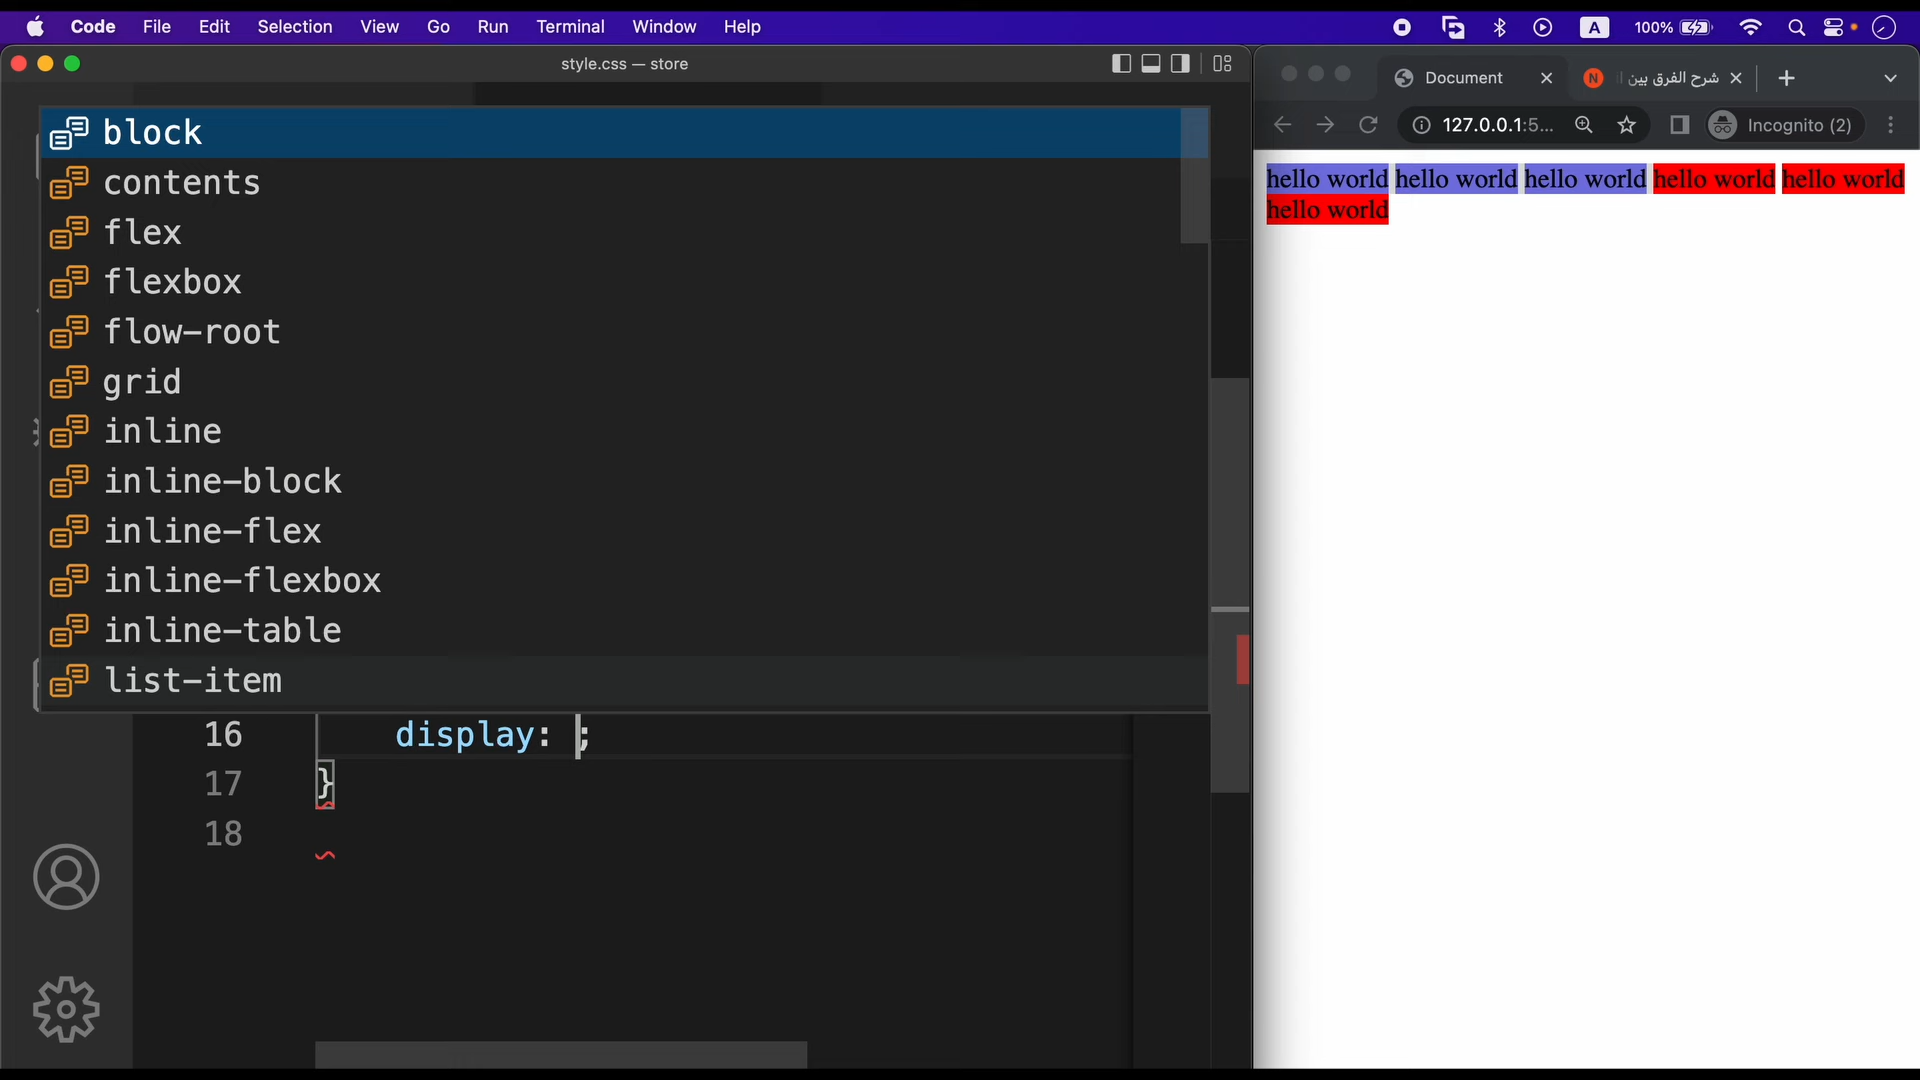 Code File Edit Selection View Go Run Terminal Window Help
A 100%
style.css — store
Document
شرح الفرق بين ال
127.0.0.1:5...
Incognito (2)
block
contents
flex
flexbox
flow-root
grid
inline
inline-block
inline-flex
inline-flexbox
inline-table
list-item
16 display: ;
17 }
18
hello world hello world hello world hello world hello world
hello world